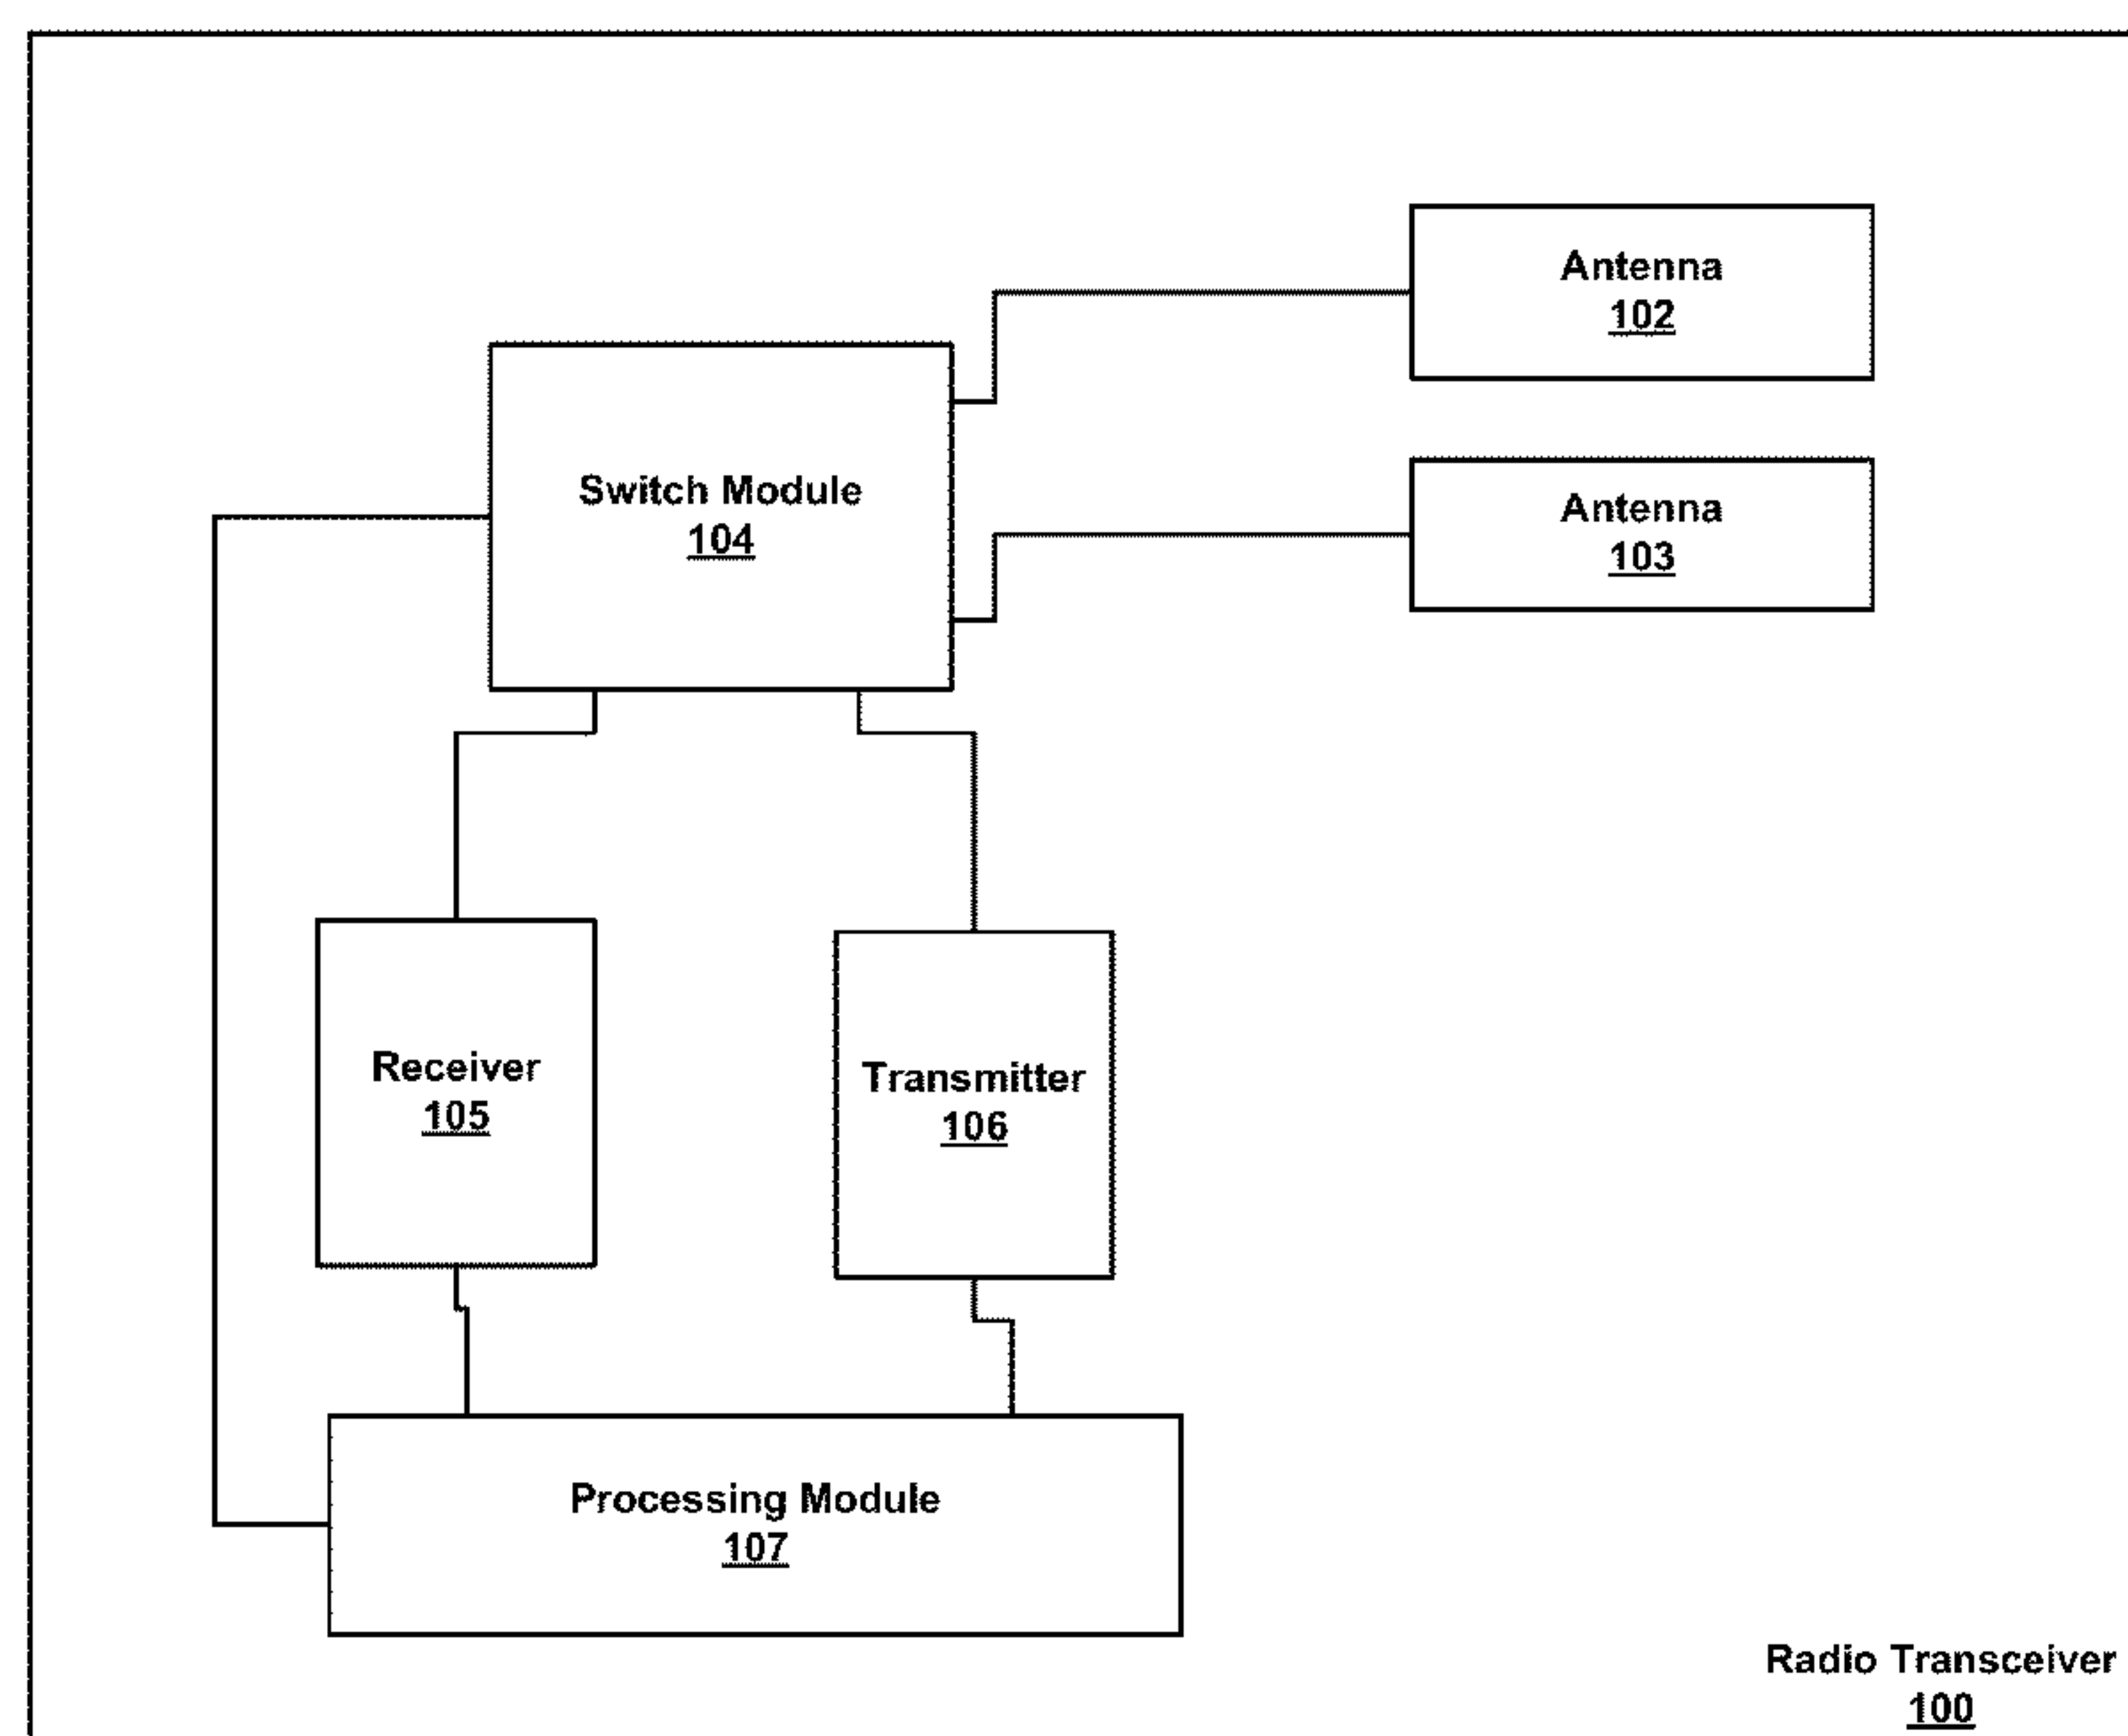 Antenna
102
Switch Module
104
Antenna
103
Receiver
105
Transmitter
106
Processing Module
107
Radio Transceiver
100